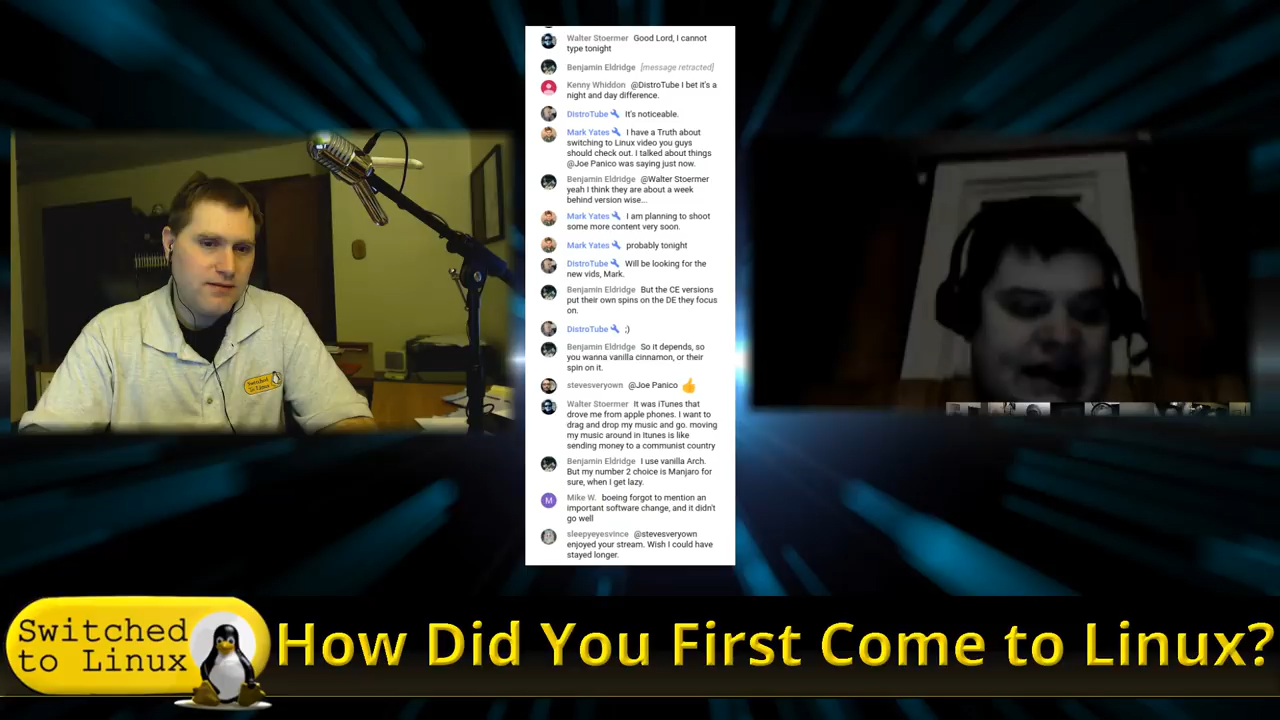 Walter Stoermer Good Lord, I cannot
type tonight
Benjamin Eldridge [message retracted]
Kenny Whiddon @DistroTube I bet it's a
night and day difference.
DistroTube It's noticeable.
Mark Yates I have a Truth about
switching to Linux video you guys
should check out. I talked about things
@Joe Panico was saying just now.
Benjamin Eldridge @Walter Stoermer
yeah I think they are about a week
behind version wise...
Mark Yates I am planning to shoot
some more content very soon.
Mark Yates probably tonight
DistroTube Will be looking for the
new vids, Mark.
Benjamin Eldridge But the CE versions
put their own spins on the DE they focus
on.
DistroTube ;)
Benjamin Eldridge So it depends, so
you wanna vanilla cinnamon, or their
spin on it.
stevesveryown @Joe Panico 👍
Walter Stoermer It was iTunes that
drove me from apple phones. I want to
drag and drop my music and go. moving
my music around in Itunes is like
sending money to a communist country
Benjamin Eldridge I use vanilla Arch.
But my number 2 choice is Manjaro for
sure, when I get lazy.
M
Mike W. boeing forgot to mention an
important software change, and it didn't
go well
sleepyeyesvince @stevesveryown
enjoyed your stream. Wish I could have
stayed longer.
Switched
to Linux
Switched
to Linux
How Did You First Come to Linux?